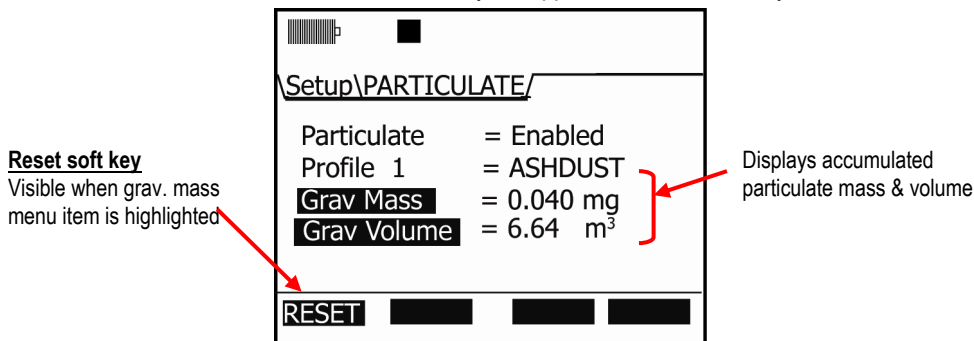 \Setup\PARTICULATE/
Particulate = Enabled
Profile 1 = ASHDUST
Grav Mass = 0.040 mg
Grav Volume = 6.64 m³
RESET
Reset soft key
Visible when grav. mass
menu item is highlighted
Displays accumulated
particulate mass & volume